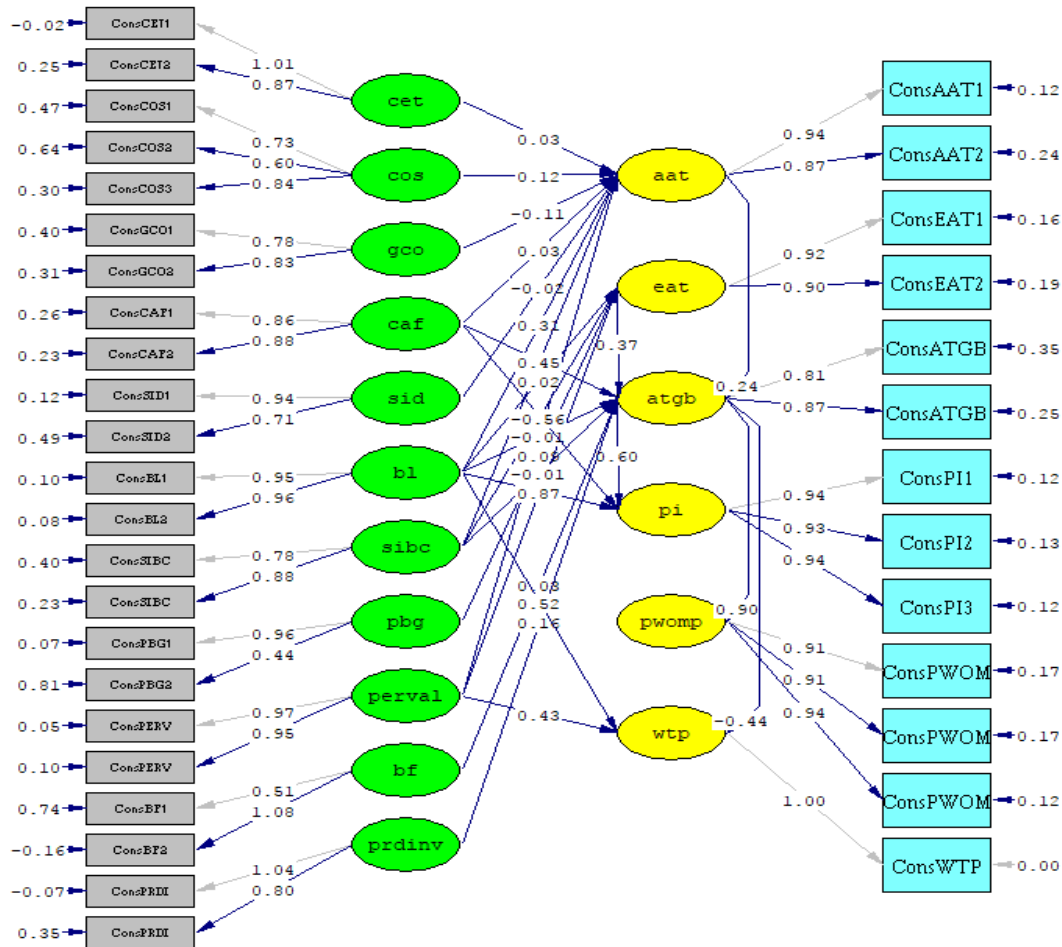 -0.02 ConsCET1
0.25 ConsCET2
0.47 ConsCOS1
0.64 ConsCOS2
0.30 ConsCOS3
0.40 ConsGCO1
0.31 ConsGCO2
0.26 ConsCAF1
0.23 ConsCAF2
0.12 ConsSID1
0.49 ConsSID2
0.10 ConsBL1
0.08 ConsBL2
0.40 ConsSIBC
0.23 ConsSIBC
0.07 ConsPBG1
0.81 ConsPBG2
0.05 ConsPERV
0.10 ConsPERV
0.74 ConsBF1
-0.16 ConsBF2
-0.07 ConsPRDI
0.35 ConsPRDI
1.01
0.87
0.73
0.60
0.84
0.78
0.83
0.86
0.88
0.94
0.71
0.95
0.96
0.78
0.88
0.96
0.44
0.97
0.95
0.51
1.08
1.04
0.80
cet
cos
gco
caf
sid
bl
sibc
pbg
perval
bf
prdinv
0.03
0.12
-0.11
0.03
-0.02
0.31
0.45
0.02
-0.56
-0.01
0.09
-0.01
0.87
0.08
0.52
0.16
0.43
aat
eat
0.37
atgb
0.24
0.60
pi
pwomp
0.90
wtp
-0.44
0.94
0.87
0.92
0.90
0.81
0.87
0.94
0.93
0.94
0.91
0.91
0.94
1.00
ConsAAT1 0.12
ConsAAT2 0.24
ConsEAT1 0.16
ConsEAT2 0.19
ConsATGB 0.35
ConsATGB 0.25
ConsPI1 0.12
ConsPI2 0.13
ConsPI3 0.12
ConsPWOM 0.17
ConsPWOM 0.17
ConsPWOM 0.12
ConsWTP 0.00